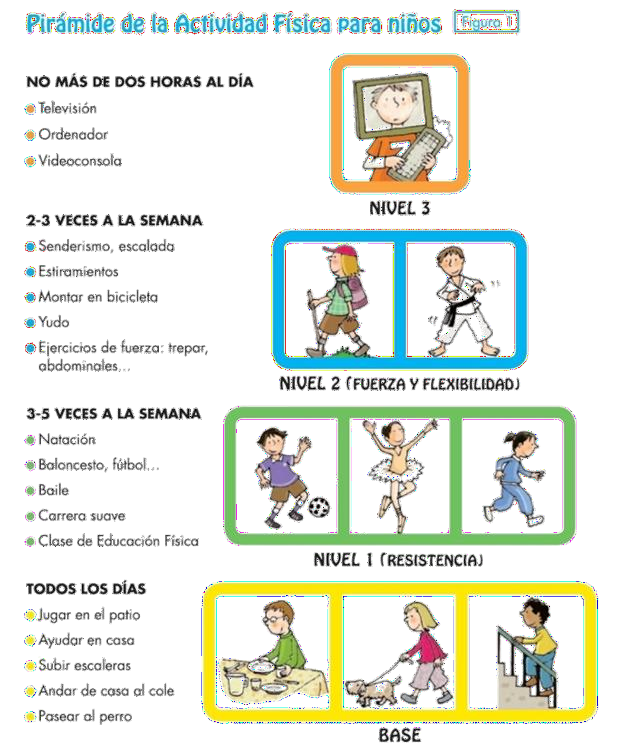 Pirámide de la Actividad Física para niños Figura 1
NO MÁS DE DOS HORAS AL DÍA
Televisión
Ordenador
Videoconsola
NIVEL 3
2-3 VECES A LA SEMANA
Senderismo, escalada
Estiramientos
Montar en bicicleta
Yudo
Ejercicios de fuerza: trepar,
abdominales...
NIVEL 2 (FUERZA Y FLEXIBILIDAD)
3-5 VECES A LA SEMANA
Natación
Baloncesto, fútbol...
Baile
Carrera suave
Clase de Educación Física
NIVEL 1 (RESISTENCIA)
TODOS LOS DÍAS
Jugar en el patio
Ayudar en casa
Subir escaleras
Andar de casa al cole
Pasear al perro
BASE